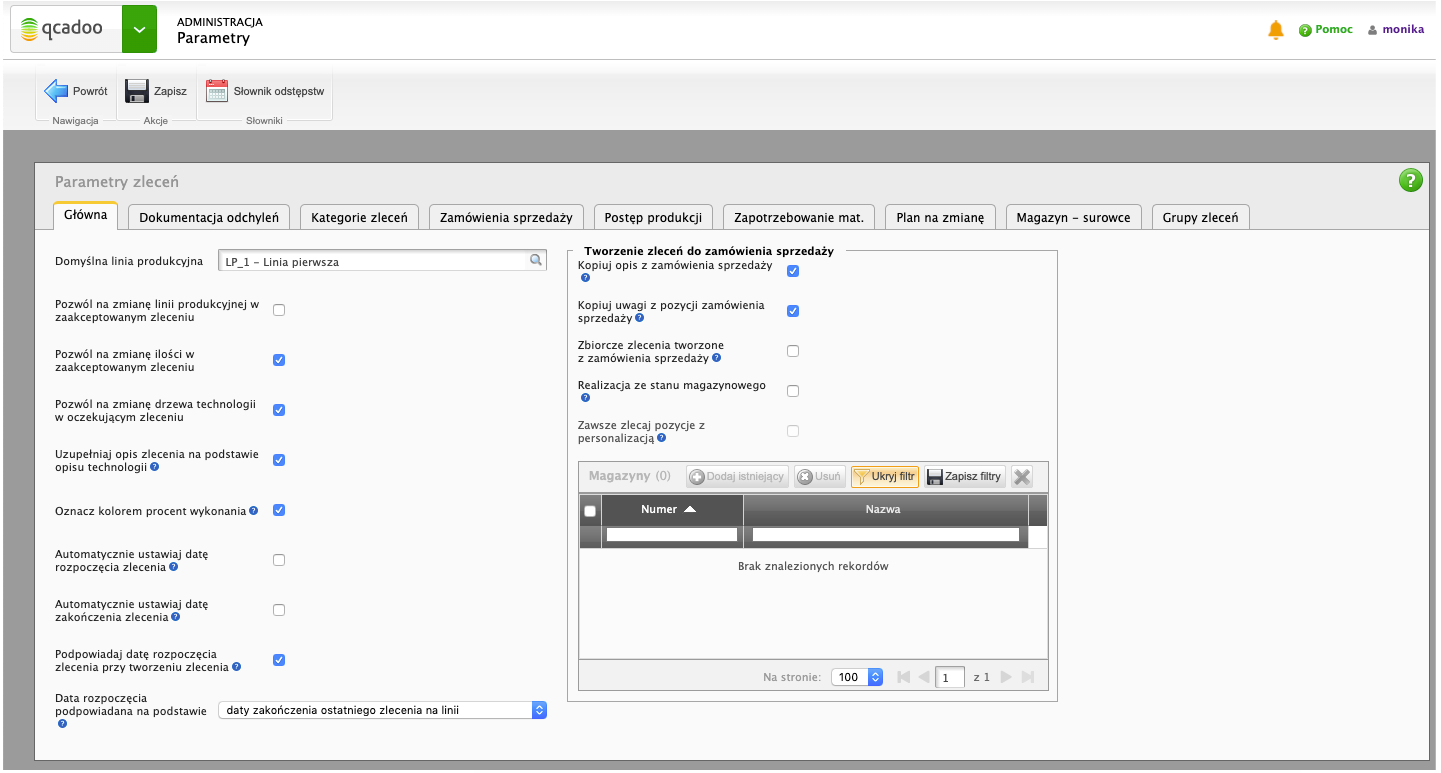 qcadoo
ADMINISTRACJA
Parametry
Pomoc
monika
Powrót
Zapisz
Słownik odstępstw
Nawigacja
Akcje
Słowniki
Parametry zleceń
Główna
Dokumentacja odchyleń
Kategorie zleceń
Zamówienia sprzedaży
Postęp produkcji
Zapotrzebowanie mat.
Plan na zmianę
Magazyn – surowce
Grupy zleceń
Domyślna linia produkcyjna
LP_1 – Linia pierwsza
Pozwól na zmianę linii produkcyjnej w
zaakceptowanym zleceniu
Pozwól na zmianę ilości w
zaakceptowanym zleceniu
Pozwól na zmianę drzewa technologii
w oczekującym zleceniu
Uzupełniaj opis zlecenia na podstawie
opisu technologii
Oznacz kolorem procent wykonania
Automatycznie ustawiaj datę
rozpoczęcia zlecenia
Automatycznie ustawiaj datę
zakończenia zlecenia
Podpowiadaj datę rozpoczęcia
zlecenia przy tworzeniu zlecenia
Data rozpoczęcia
podpowiadana na podstawie
daty zakończenia ostatniego zlecenia na linii
Tworzenie zleceń do zamówienia sprzedaży
Kopiuj opis z zamówienia sprzedaży
Kopiuj uwagi z pozycji zamówienia
sprzedaży
Zbiorcze zlecenia tworzone
z zamówienia sprzedaży
Realizacja ze stanu magazynowego
Zawsze zlecaj pozycje z
personalizacją
Magazyny (0)
Dodaj istniejący
Usuń
Ukryj filtr
Zapisz filtry
Numer
Nazwa
Brak znalezionych rekordów
Na stronie:
100
1
z 1